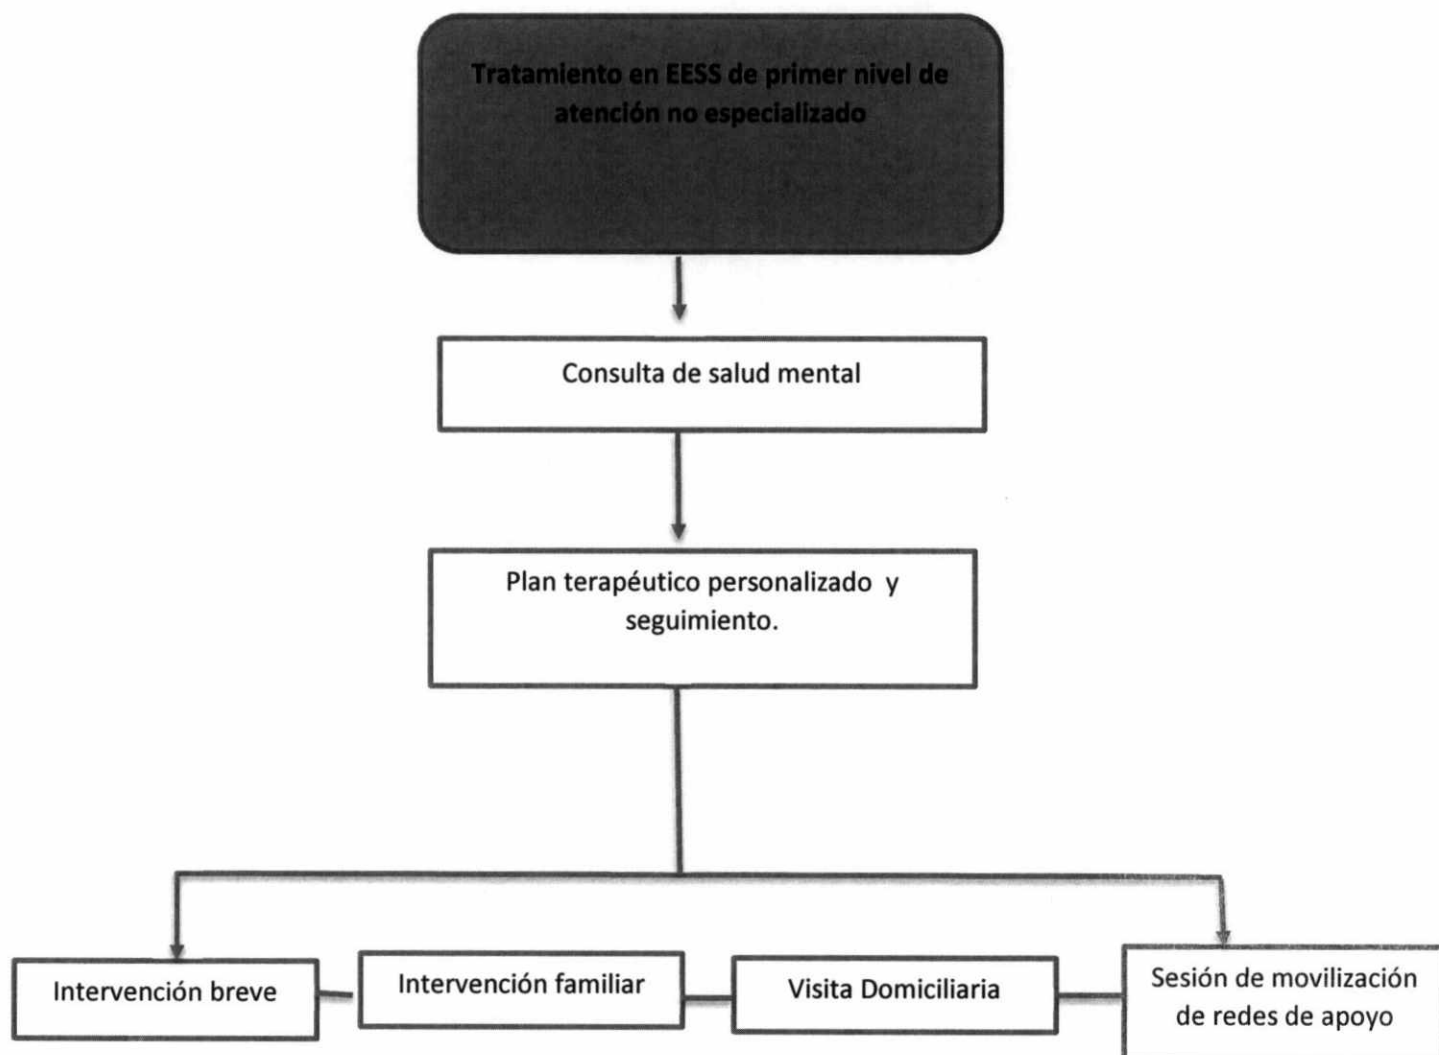 Tratamiento en EESS de primer nivel de
atención no especializado
Consulta de salud mental
Plan terapéutico personalizado y
seguimiento.
Intervención breve
Intervención familiar
Visita Domiciliaria
Sesión de movilización
de redes de apoyo